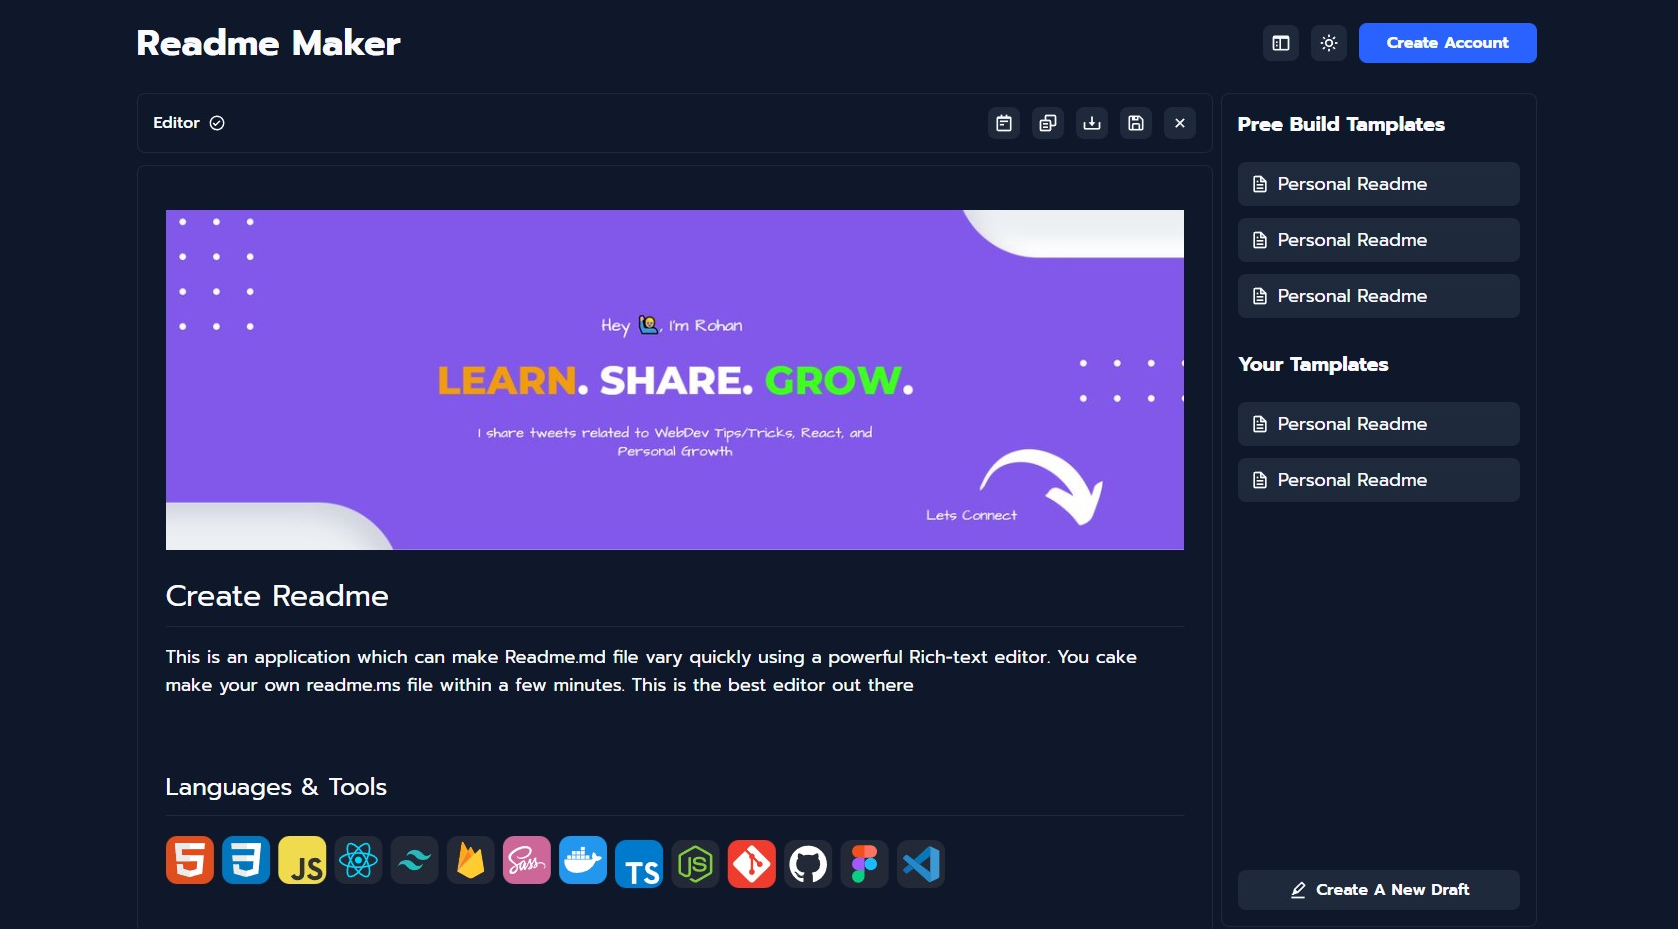 Readme Maker
Create Account
Editor
Pree Build Tamplates
Personal Readme
Personal Readme
Personal Readme
Your Templates
Personal Readme
Personal Readme
Create A New Draft
Hey 🙋, I'm Rohan
LEARN. SHARE. GROW.
I share tweets related to WebDev Tips/Tricks, React, and
Personal Growth
Lets Connect
Create Readme
This is an application which can make Readme.md file vary quickly using a powerful Rich-text editor. You cake
make your own readme.ms file within a few minutes. This is the best editor out there
Languages & Tools
JS
Sass
TS
JS